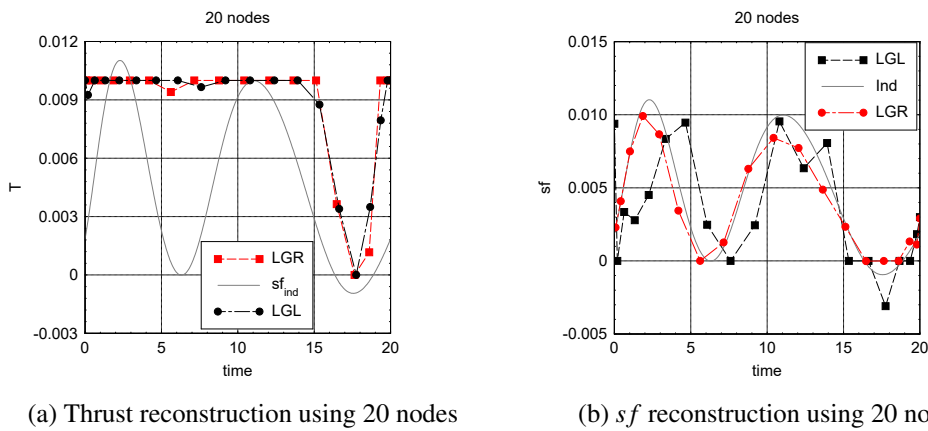 20 nodes
0.012
0.009
0.006
0.003
0
-0.003
T
0
5
10
15
20
time
LGR
sf_ind
LGL
20 nodes
0.015
0.010
0.005
0.000
-0.005
sf
0
5
10
15
20
time
LGL
Ind
LGR
(a) Thrust reconstruction using 20 nodes
(b) sf reconstruction using 20 no